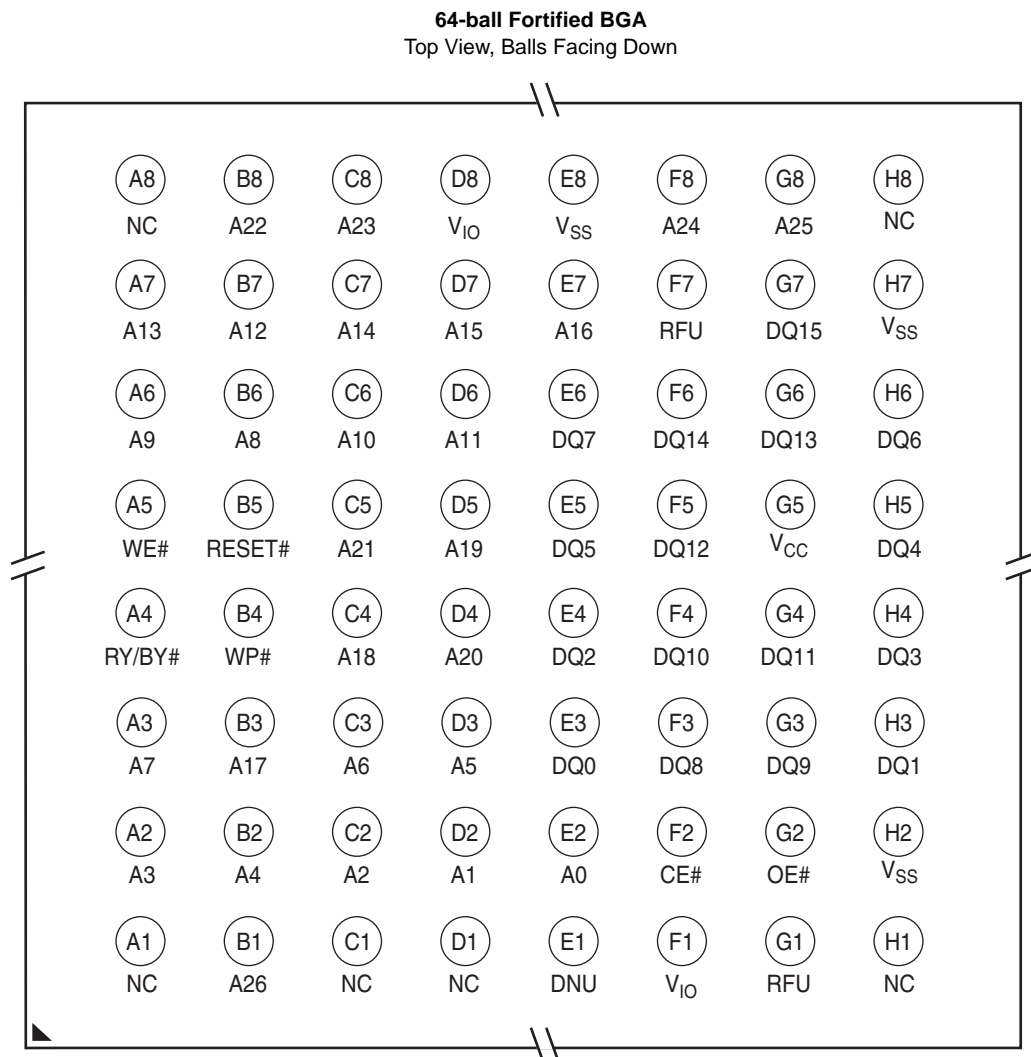 64-ball Fortified BGA
Top View, Balls Facing Down
A8 B8 C8 D8 E8 F8 G8 H8
NC A22 A23 VIO VSS A24 A25 NC
A7 B7 C7 D7 E7 F7 G7 H7
A13 A12 A14 A15 A16 RFU DQ15 VSS
A6 B6 C6 D6 E6 F6 G6 H6
A9 A8 A10 A11 DQ7 DQ14 DQ13 DQ6
A5 B5 C5 D5 E5 F5 G5 H5
WE# RESET# A21 A19 DQ5 DQ12 VCC DQ4
A4 B4 C4 D4 E4 F4 G4 H4
RY/BY# WP# A18 A20 DQ2 DQ10 DQ11 DQ3
A3 B3 C3 D3 E3 F3 G3 H3
A7 A17 A6 A5 DQ0 DQ8 DQ9 DQ1
A2 B2 C2 D2 E2 F2 G2 H2
A3 A4 A2 A1 A0 CE# OE# VSS
A1 B1 C1 D1 E1 F1 G1 H1
NC A26 NC NC DNU VIO RFU NC